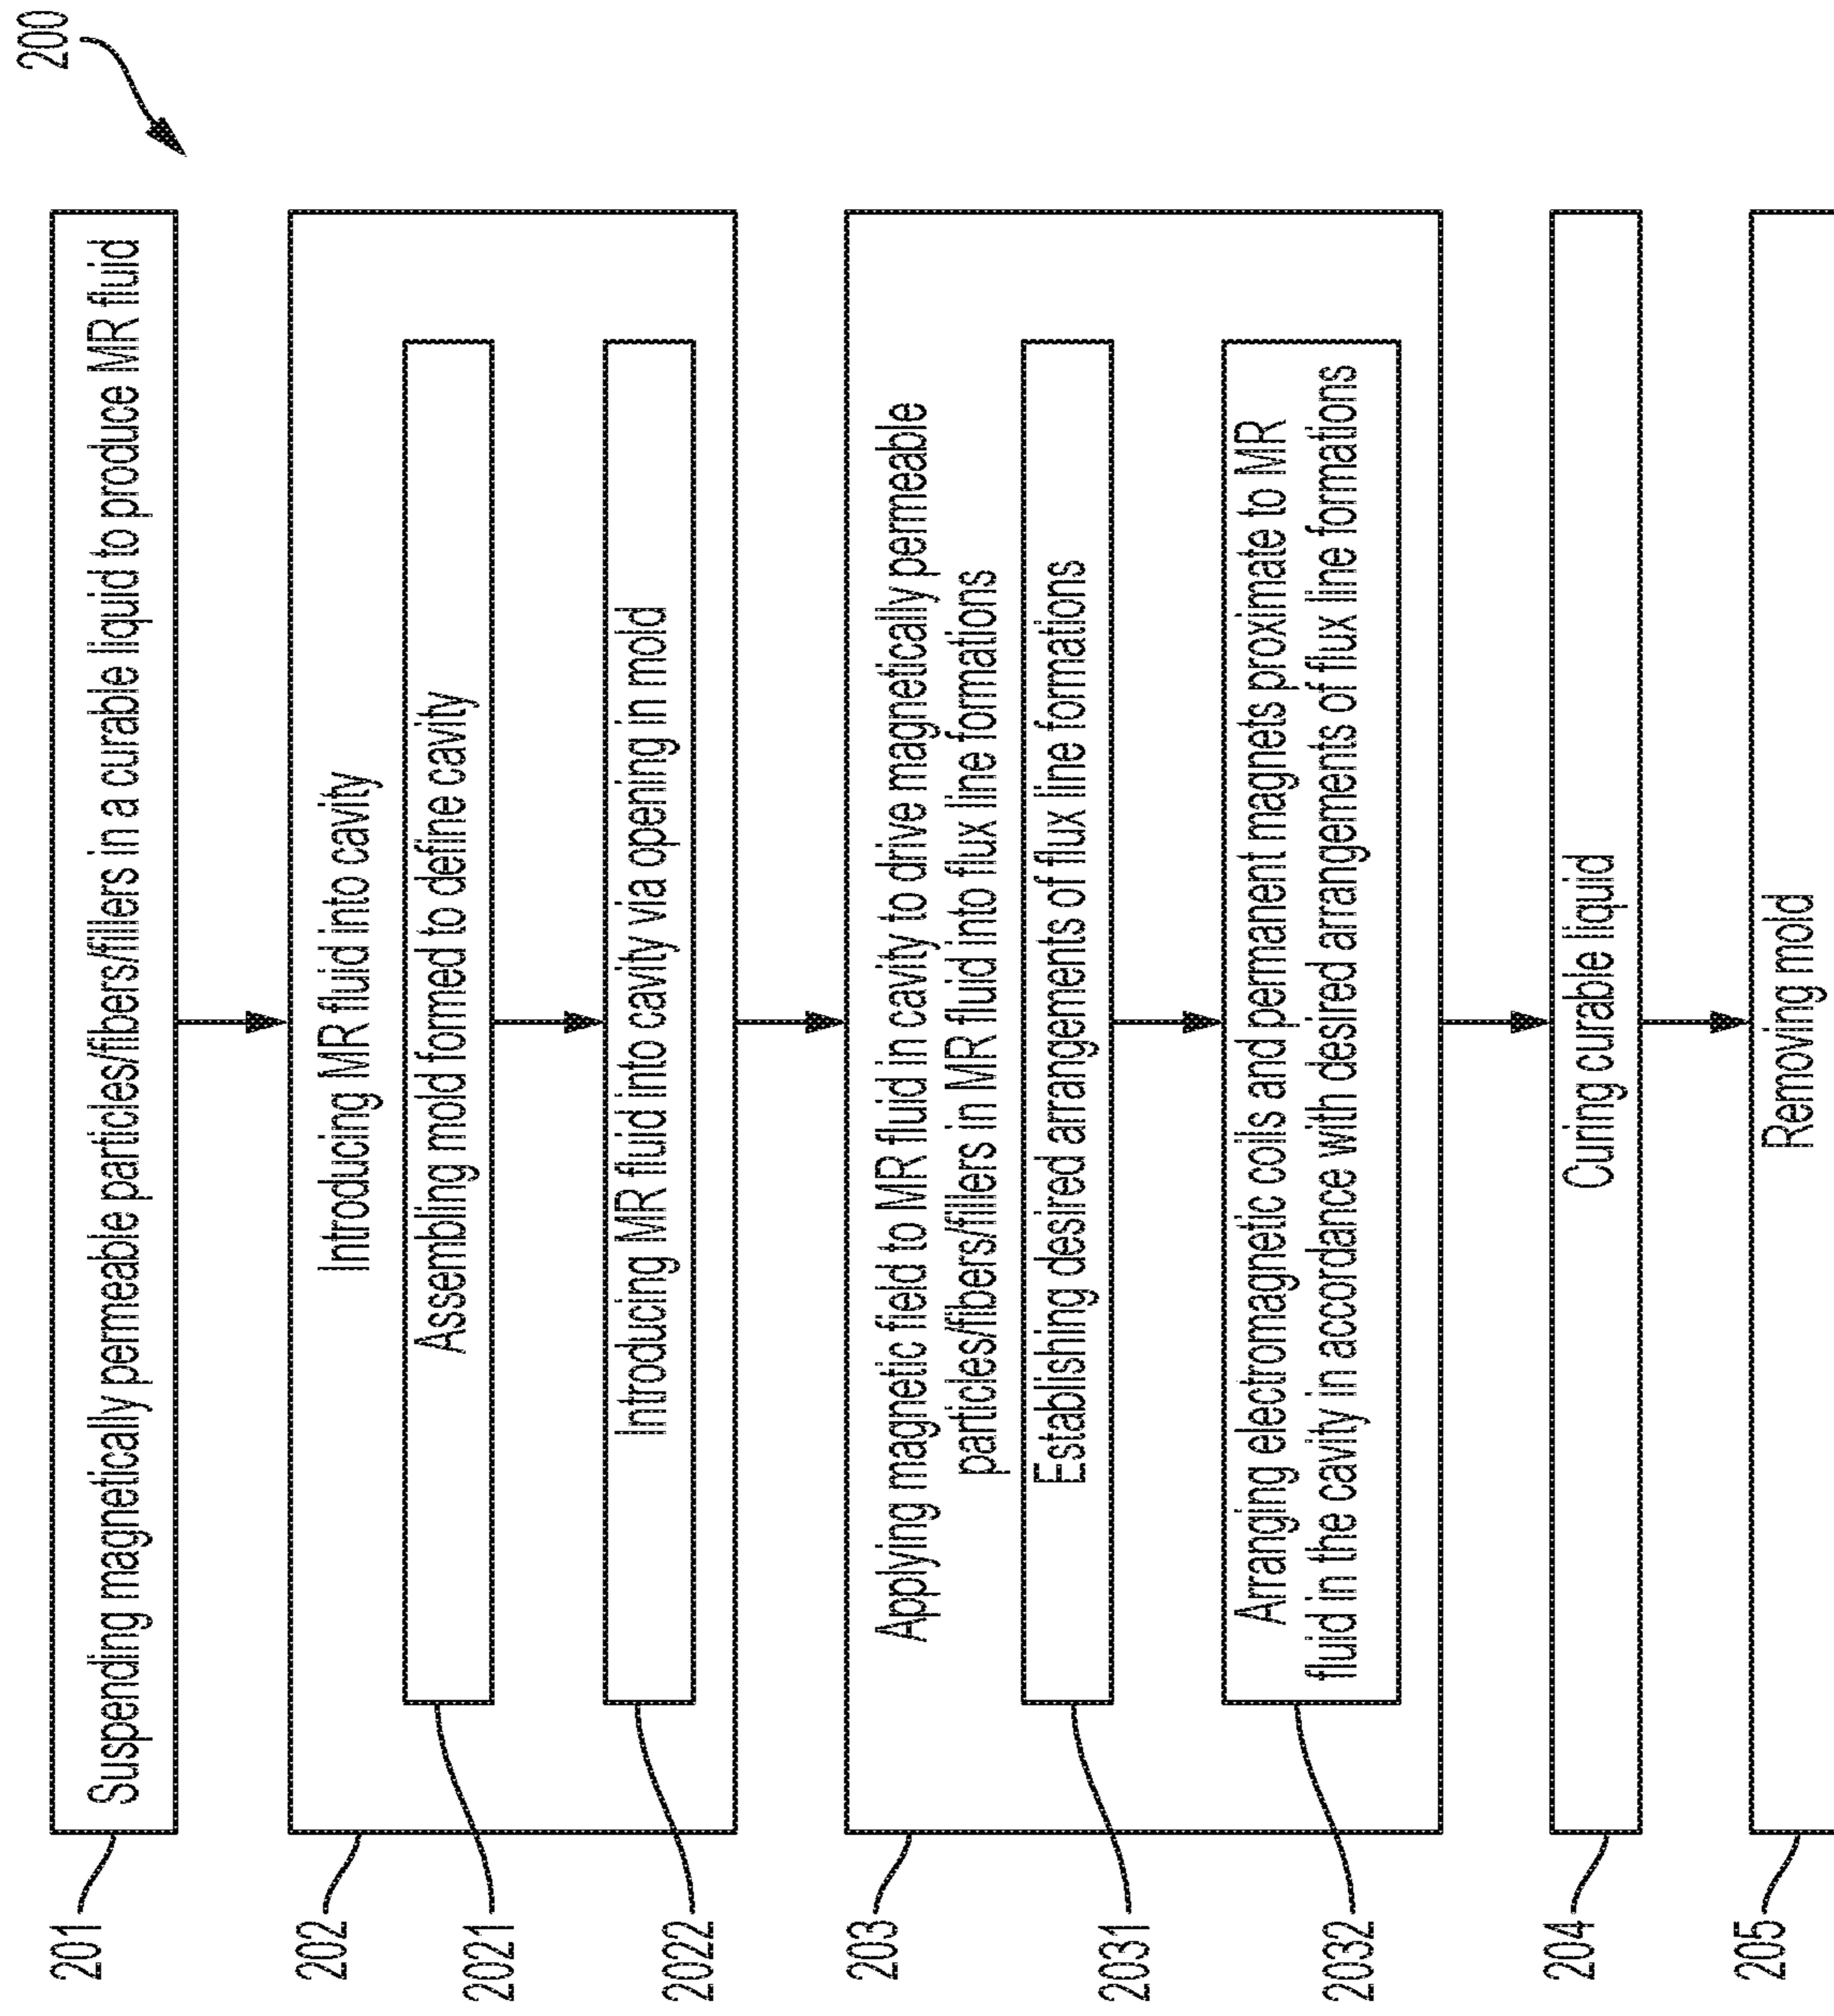 200
201
Suspending magnetically permeable particles/fibers/fillers in a curable liquid to produce MR fluid
202
Introducing MR fluid into cavity
2021
Assembling mold formed to define cavity
2022
Introducing MR fluid into cavity via opening in mold
203
Applying magnetic field to MR fluid in cavity to drive magnetically permeable
particles/fibers/fillers in MR fluid into flux line formations
2031
Establishing desired arrangements of flux line formations
2032
Arranging electromagnetic coils and permanent magnets proximate to MR
fluid in the cavity in accordance with desired arrangements of flux line formations
204
Curing curable liquid
205
Removing mold